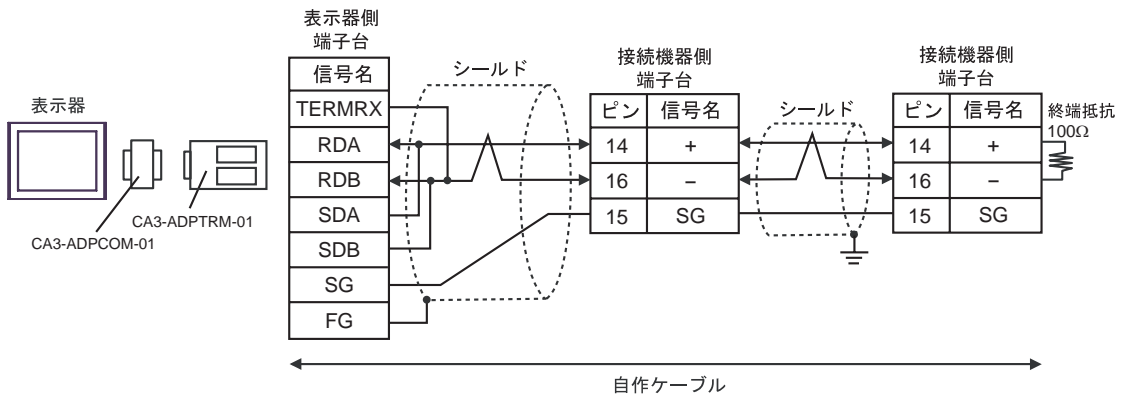 表示器
CA3-ADPCOM-01
CA3-ADPTRM-01
表示器側
端子台
信号名
TERMRX
RDA
RDB
SDA
SDB
SG
FG
シールド
接続機器側
端子台
ピン 信号名
14 +
16 −
15 SG
シールド
接続機器側
端子台
ピン 信号名
14 +
16 −
15 SG
終端抵抗
100Ω
自作ケーブル